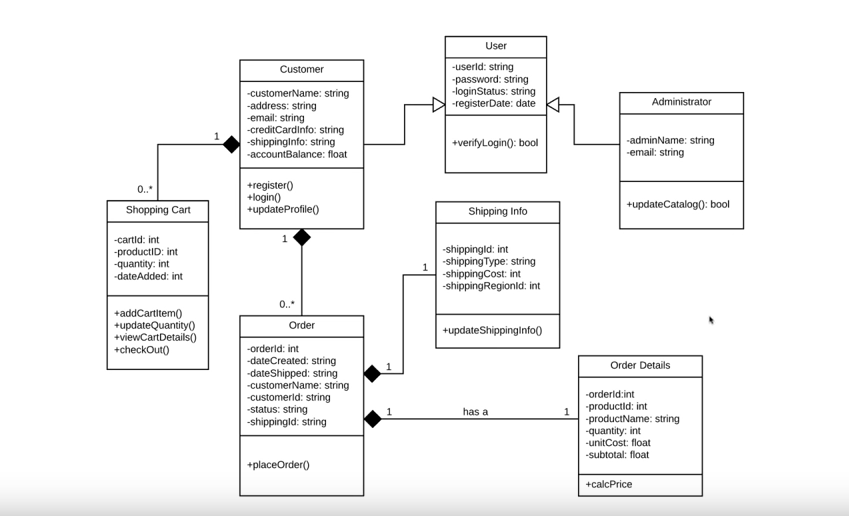 User
-userId: string
-password: string
-loginStatus: string
-registerDate: date
+verifyLogin(): bool
Customer
-customerName: string
-address: string
-email: string
-creditCardInfo: string
-shippingInfo: string
-accountBalance: float
+register()
+login()
+updateProfile()
Administrator
-adminName: string
-email: string
+updateCatalog(): bool
1
0..*
Shopping Cart
-cartId: int
-productID: int
-quantity: int
-dateAdded: int
+addCartItem()
+updateQuantity()
+viewCartDetails()
+checkOut()
1
0..*
Shipping Info
-shippingId: int
-shippingType: string
-shippingCost: int
-shippingRegionId: int
+updateShippingInfo()
1
1
Order
-orderId: int
-dateCreated: string
-dateShipped: string
-customerName: string
-customerId: string
-status: string
-shippingId: string
+placeOrder()
1
has a
1
Order Details
-orderId:int
-productId: int
-productName: string
-quantity: int
-unitCost: float
-subtotal: float
+calcPrice